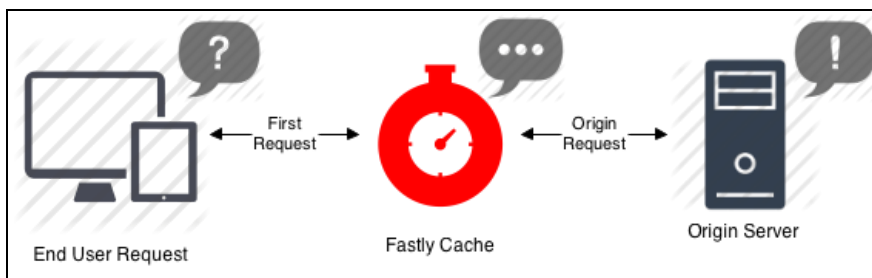 ?
!
First
Request
Origin
Request
End User Request
Fastly Cache
Origin Server